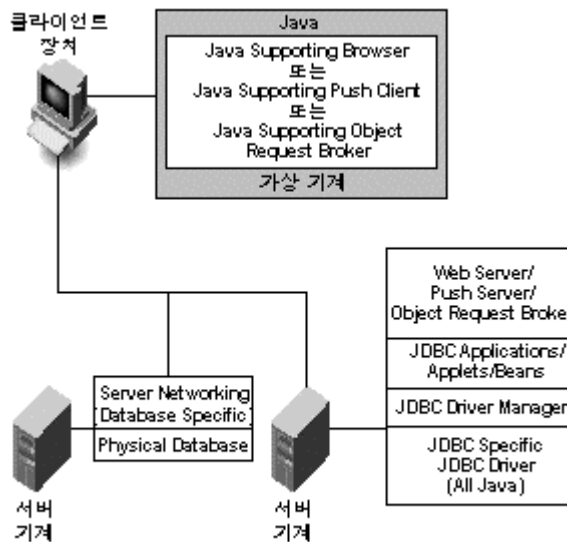 클라이언트
장치
Java
Java Supporting Browser
또는
Java Supporting Push Client
또는
Java Supporting Object
Request Broker
가상 기계
Web Server/
Push Server/
Object Request Broker
JDBC Applications/
Applets/Beans
JDBC Driver Manager
JDBC Specific
JDBC Driver
(All Java)
Server Networking
Database Specific
Physical Database
서버
기계
서버
기계